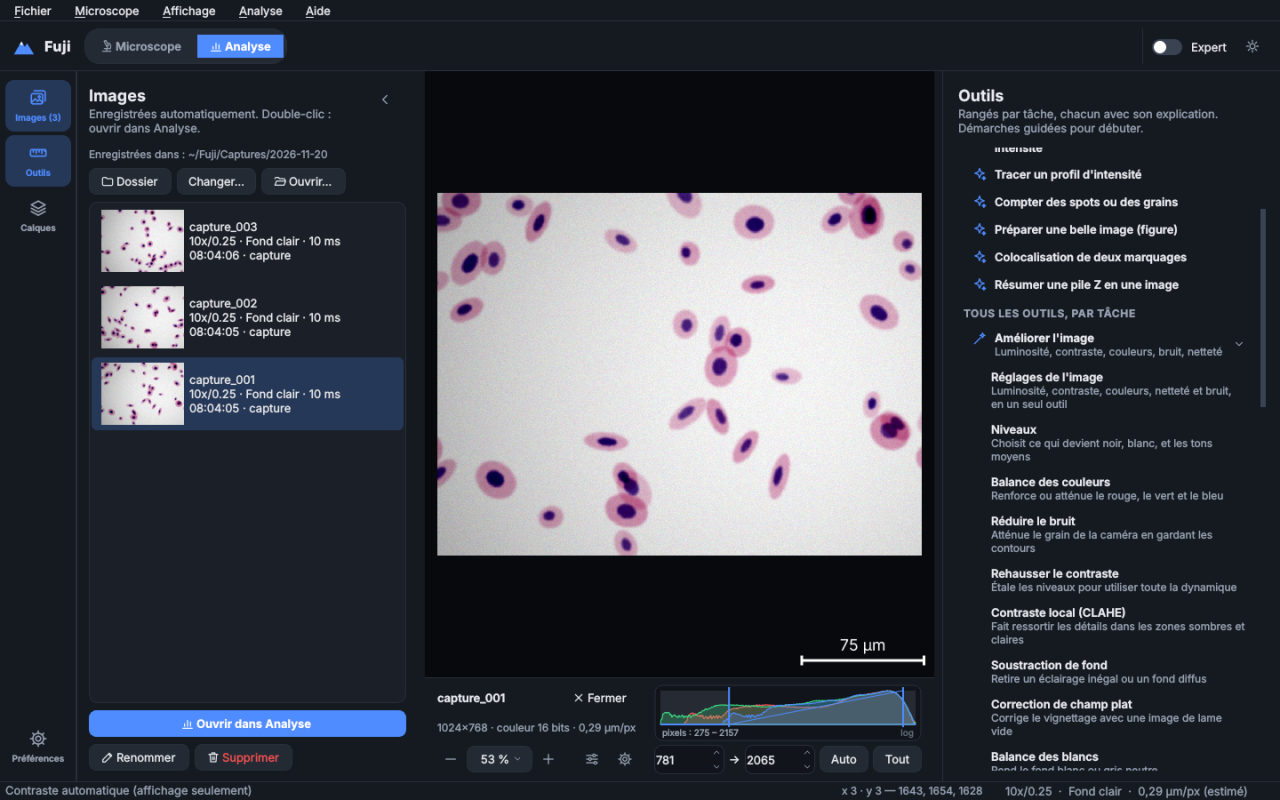 Fichier Microscope Affichage Analyse Aide
Fuji Microscope Analyse Expert
Images (3)
Outils
Calques
Préférences
Images
Enregistrées automatiquement. Double-clic :
ouvrir dans Analyse.
Enregistrées dans : ~/Fuji/Captures/2026-11-20
Dossier Changer... Ouvrir...
capture_003
10x/0.25 · Fond clair · 10 ms
08:04:06 · capture
capture_002
10x/0.25 · Fond clair · 10 ms
08:04:05 · capture
capture_001
10x/0.25 · Fond clair · 10 ms
08:04:05 · capture
Ouvrir dans Analyse
Renommer Supprimer
75 µm
capture_001 Fermer
1024×768 · couleur 16 bits · 0,29 µm/px
pixels : 275 – 2157 log
53 % 781 → 2065 Auto Tout
Outils
Rangés par tâche, chacun avec son explication.
Démarches guidées pour débuter.
intensité
Tracer un profil d'intensité
Compter des spots ou des grains
Préparer une belle image (figure)
Colocalisation de deux marquages
Résumer une pile Z en une image
TOUS LES OUTILS, PAR TÂCHE
Améliorer l'image
Luminosité, contraste, couleurs, bruit, netteté
Réglages de l'image
Luminosité, contraste, couleurs, netteté et bruit,
en un seul outil
Niveaux
Choisit ce qui devient noir, blanc, et les tons
moyens
Balance des couleurs
Renforce ou atténue le rouge, le vert et le bleu
Réduire le bruit
Atténue le grain de la caméra en gardant les
contours
Rehausser le contraste
Étale les niveaux pour utiliser toute la dynamique
Contraste local (CLAHE)
Fait ressortir les détails dans les zones sombres et
claires
Soustraction de fond
Retire un éclairage inégal ou un fond diffus
Correction de champ plat
Corrige le vignettage avec une image de lame
vide
Balance des blancs
Rend le fond blanc ou gris neutre
Contraste automatique (affichage seulement)
x 3 · y 3 — 1643, 1654, 1628 10x/0.25 · Fond clair · 0,29 µm/px (estimé)